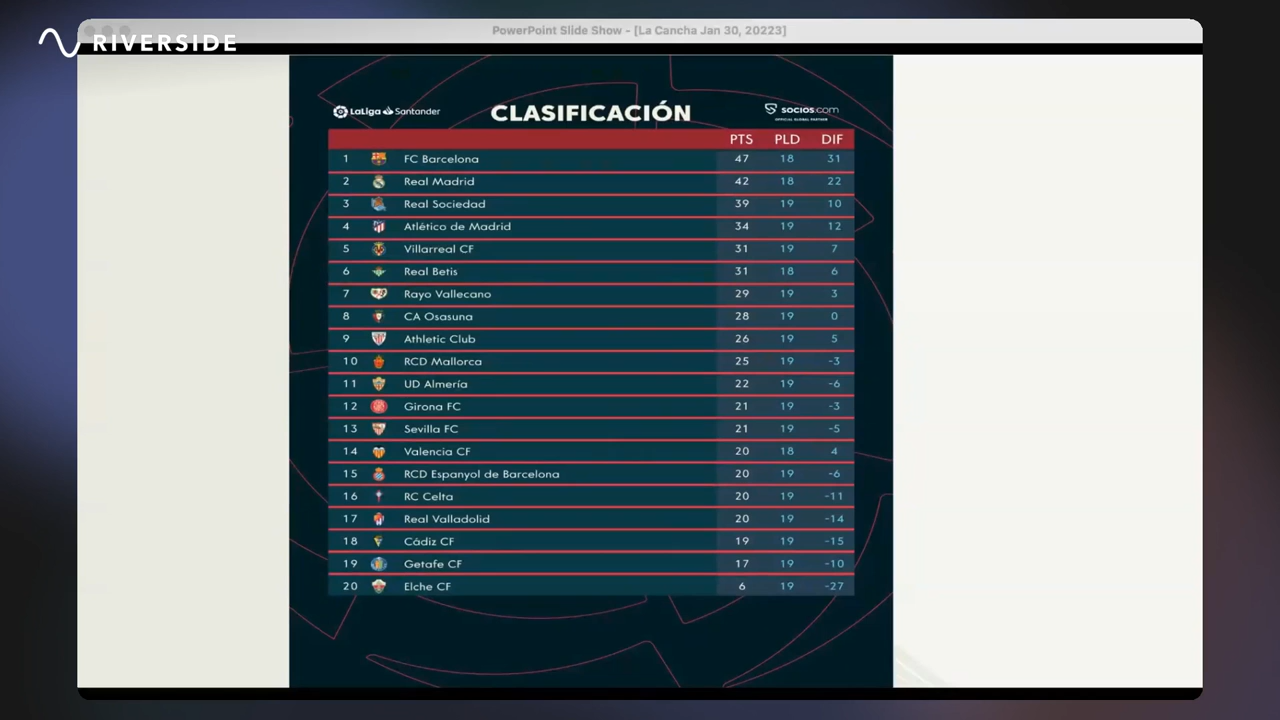 PowerPoint Slide Show - [La Cancha Jan 30, 20223]
RIVERSIDE
LaLiga Santander
CLASIFICACIÓN
socios.com
OFFICIAL GLOBAL PARTNER
PTS PLD DIF
1 FC Barcelona 47 18 31
2 Real Madrid 42 18 22
3 Real Sociedad 39 19 10
4 Atlético de Madrid 34 19 12
5 Villarreal CF 31 19 7
6 Real Betis 31 18 6
7 Rayo Vallecano 29 19 3
8 CA Osasuna 28 19 0
9 Athletic Club 26 19 5
10 RCD Mallorca 25 19 -3
11 UD Almería 22 19 -6
12 Girona FC 21 19 -3
13 Sevilla FC 21 19 -5
14 Valencia CF 20 18 4
15 RCD Espanyol de Barcelona 20 19 -6
16 RC Celta 20 19 -11
17 Real Valladolid 20 19 -14
18 Cádiz CF 19 19 -15
19 Getafe CF 17 19 -10
20 Elche CF 6 19 -27